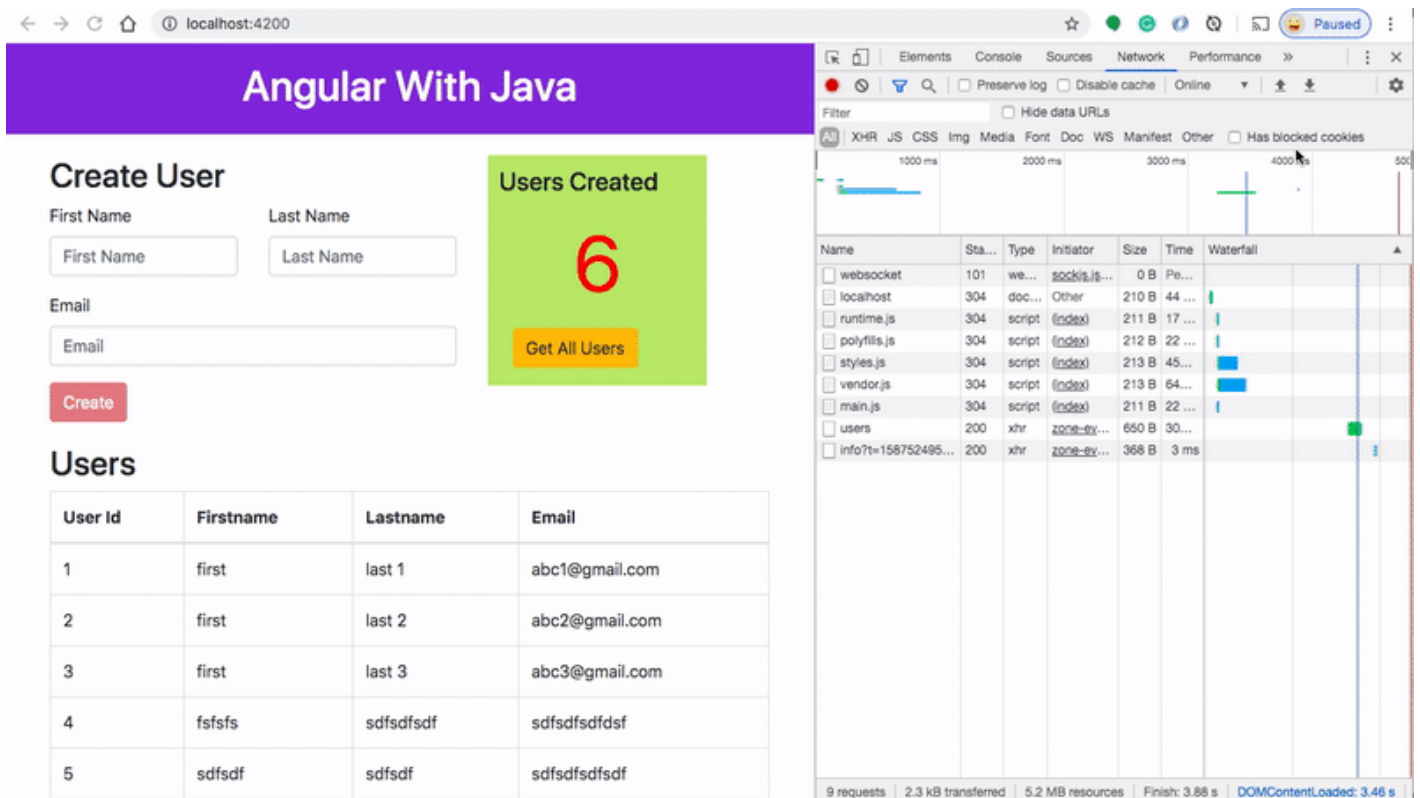 localhost:4200 Paused
Angular With Java
Create User
First Name Last Name
First Name Last Name
Email
Email
Create
Users Created
6
Get All Users
Users
User Id Firstname Lastname Email
1 first last 1 abc1@gmail.com
2 first last 2 abc2@gmail.com
3 first last 3 abc3@gmail.com
4 fsfsfs sdfsdfsdf sdfsdfsdfdsf
5 sdfsdf sdfsdf sdfsdfsdfsdf
Elements Console Sources Network Performance »
Preserve log Disable cache Online
Filter Hide data URLs
All XHR JS CSS Img Media Font Doc WS Manifest Other Has blocked cookies
1000 ms 2000 ms 3000 ms 500
Name Sta... Type Initiator Size Time Waterfall
websocket 101 we... sockjs.js... 0 B Pe...
localhost 304 doc... Other 210 B 44 ...
runtime.js 304 script (index) 211 B 17 ...
polyfills.js 304 script (index) 212 B 22 ...
styles.js 304 script (index) 213 B 45...
vendor.js 304 script (index) 213 B 64...
main.js 304 script (index) 211 B 22 ...
users 200 xhr zone-ev... 650 B 30...
info?t=158752495... 200 xhr zone-ev... 368 B 3 ms
9 requests 2.3 kB transferred 5.2 MB resources Finish: 3.88 s DOMContentLoaded: 3.46 s